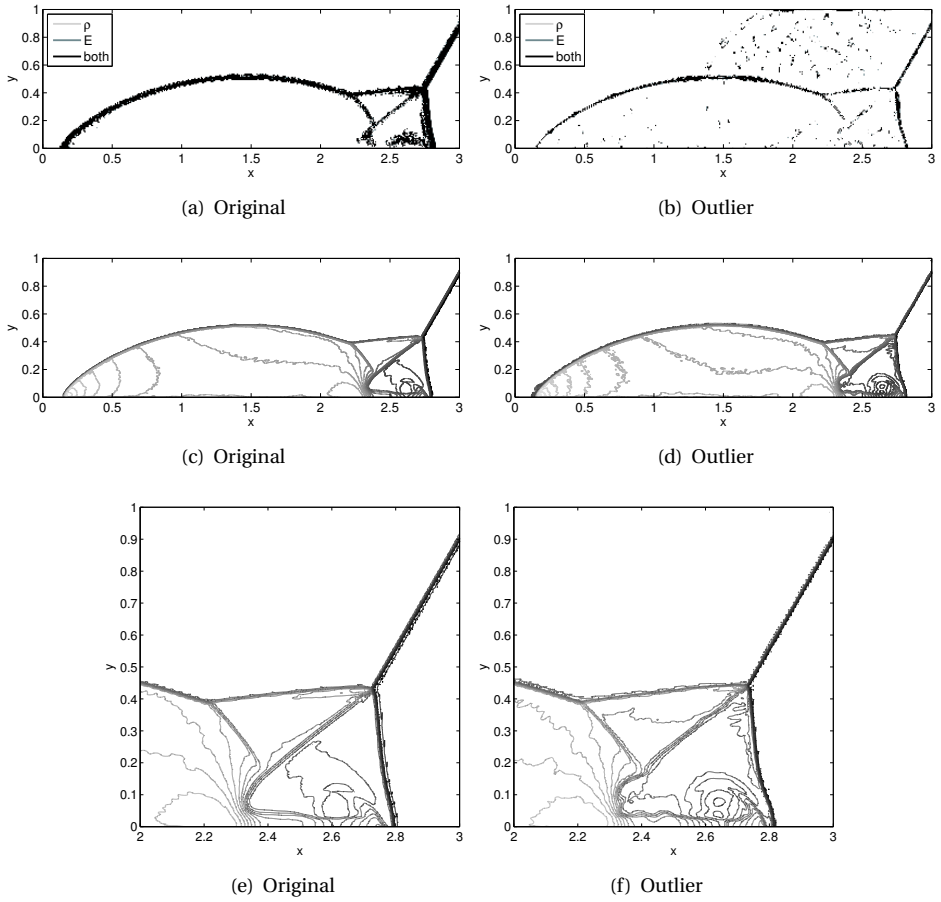 1
0.8
0.6
0.4
0.2
0
y
ρ
E
both
0 0.5 1 1.5 2 2.5 3
x
(a) Original
1
0.8
0.6
0.4
0.2
0
y
ρ
E
both
0 0.5 1 1.5 2 2.5 3
x
(b) Outlier
1
0.8
0.6
0.4
0.2
0
y
0 0.5 1 1.5 2 2.5 3
x
(c) Original
1
0.8
0.6
0.4
0.2
0
y
0 0.5 1 1.5 2 2.5 3
x
(d) Outlier
1
0.9
0.8
0.7
0.6
0.5
0.4
0.3
0.2
0.1
0
y
2 2.2 2.4 2.6 2.8 3
x
(e) Original
1
0.9
0.8
0.7
0.6
0.5
0.4
0.3
0.2
0.1
0
y
2 2.2 2.4 2.6 2.8 3
x
(f) Outlier